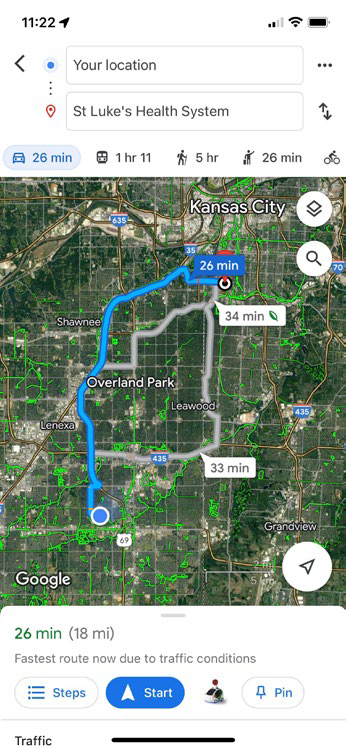 11:22
Your location
St Luke's Health System
26 min
1 hr 11
5 hr
26 min
Kansas City
635
35
26 min
70
34 min
Shawnee
Overland Park
Leawood
435
Lenexa
435
33 min
Grandview
69
Google
26 min (18 mi)
Fastest route now due to traffic conditions
Steps
Start
Pin
Traffic